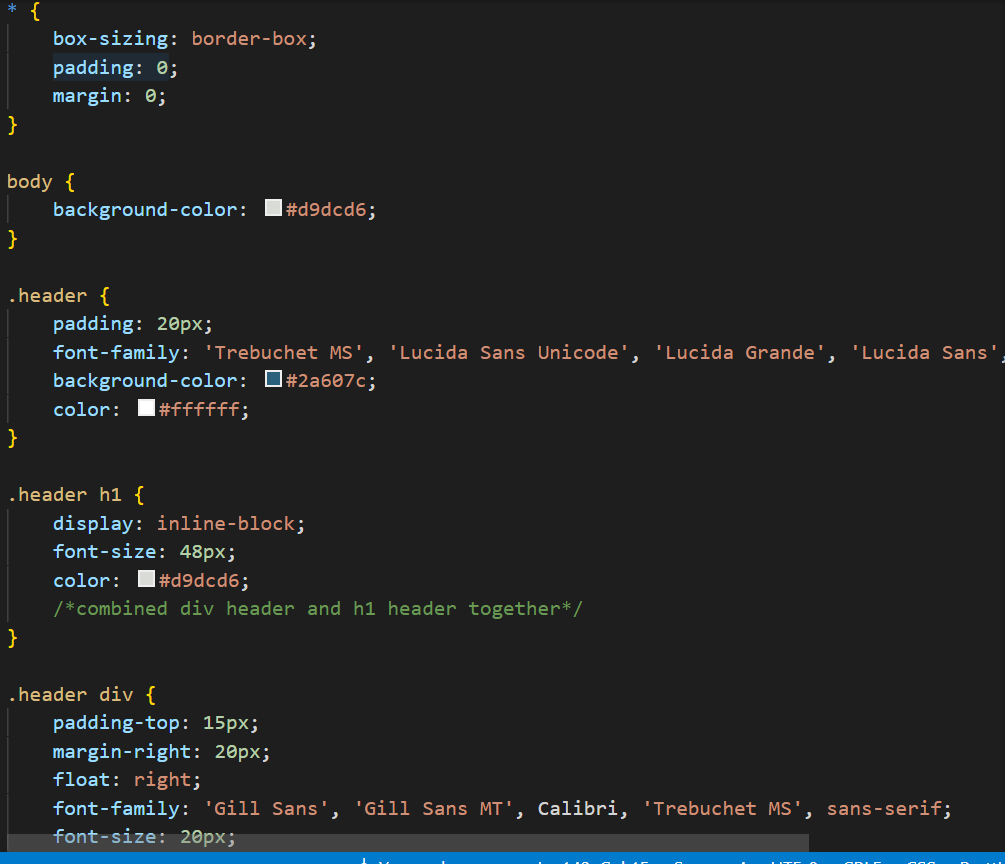 * {
    box-sizing: border-box;
    padding: 0;
    margin: 0;
}

body {
    background-color: #d9dcd6;
}

.header {
    padding: 20px;
    font-family: 'Trebuchet MS', 'Lucida Sans Unicode', 'Lucida Grande', 'Lucida Sans',
    background-color: #2a607c;
    color: #ffffff;
}

.header h1 {
    display: inline-block;
    font-size: 48px;
    color: #d9dcd6;
    /*combined div header and h1 header together*/
}

.header div {
    padding-top: 15px;
    margin-right: 20px;
    float: right;
    font-family: 'Gill Sans', 'Gill Sans MT', Calibri, 'Trebuchet MS', sans-serif;
    font-size: 20px;